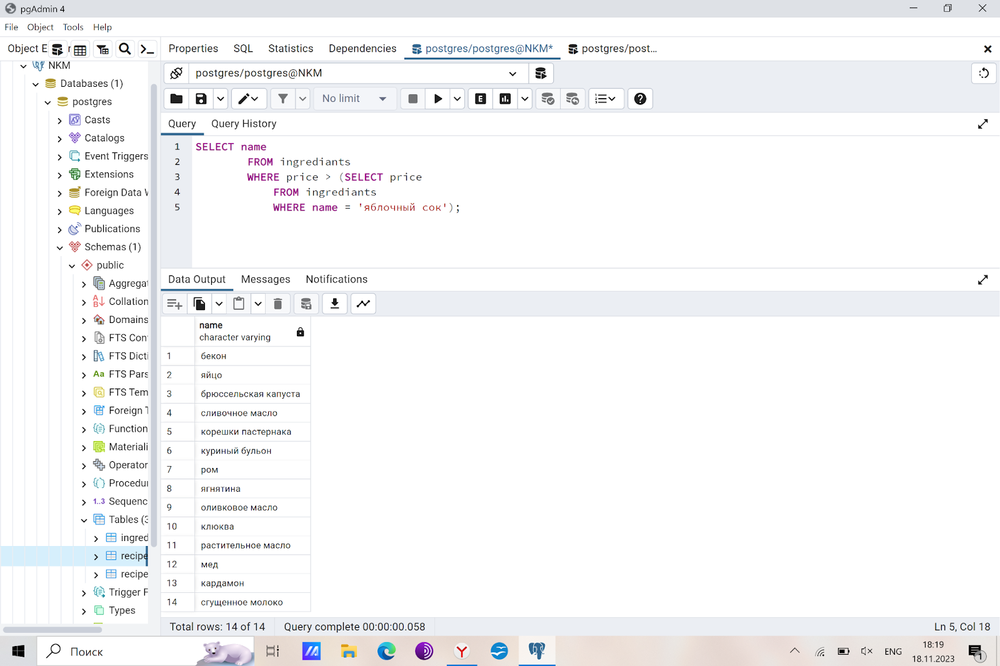 pgAdmin 4
File Object Tools Help
Object E
Properties SQL Statistics Dependencies postgres/postgres@NKM* postgres/post...
NKM
Databases (1)
postgres
Casts
Catalogs
Event Triggers
Extensions
Foreign Data W
Languages
Publications
Schemas (1)
public
Aggregat
Collation
Domains
FTS Con
FTS Dicti
Aa FTS Pars
FTS Tem
Foreign T
Function
Materiali
Operator
Procedur
1..3 Sequenc
Tables (3
ingred
recipe
recipe
Trigger F
Types
postgres/postgres@NKM
No limit
E
Query Query History
1 SELECT name
2 FROM ingrediants
3 WHERE price > (SELECT price
4 FROM ingrediants
5 WHERE name = 'яблочный сок');
Data Output Messages Notifications
name
character varying
1 бекон
2 яйцо
3 брюссельская капуста
4 сливочное масло
5 корешки пастернака
6 куриный бульон
7 ром
8 ягнятина
9 оливковое масло
10 клюква
11 растительное масло
12 мед
13 кардамон
14 сгущенное молоко
Total rows: 14 of 14 Query complete 00:00:00.058 Ln 5, Col 18
Поиск
ENG
18:19
18.11.2023
1